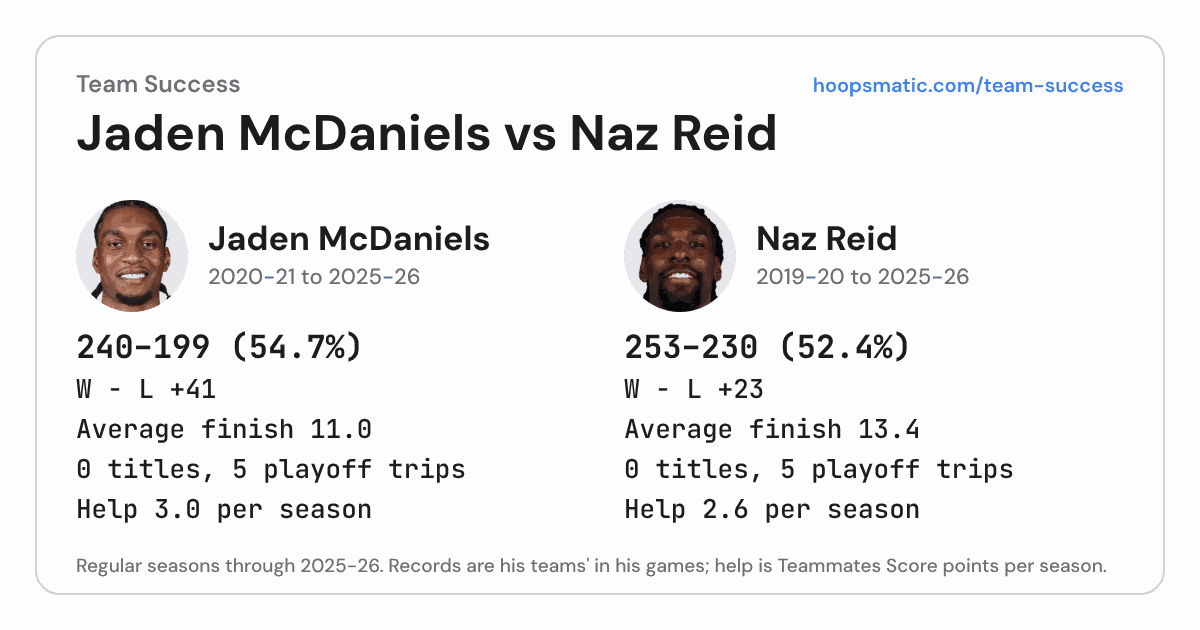 Team Success
hoopsmatic.com/team-success
Jaden McDaniels vs Naz Reid
Jaden McDaniels
2020–21 to 2025–26
240–199 (54.7%)
W - L +41
Average finish 11.0
0 titles, 5 playoff trips
Help 3.0 per season
Naz Reid
2019–20 to 2025–26
253–230 (52.4%)
W - L +23
Average finish 13.4
0 titles, 5 playoff trips
Help 2.6 per season
Regular seasons through 2025-26. Records are his teams' in his games; help is Teammates Score points per season.